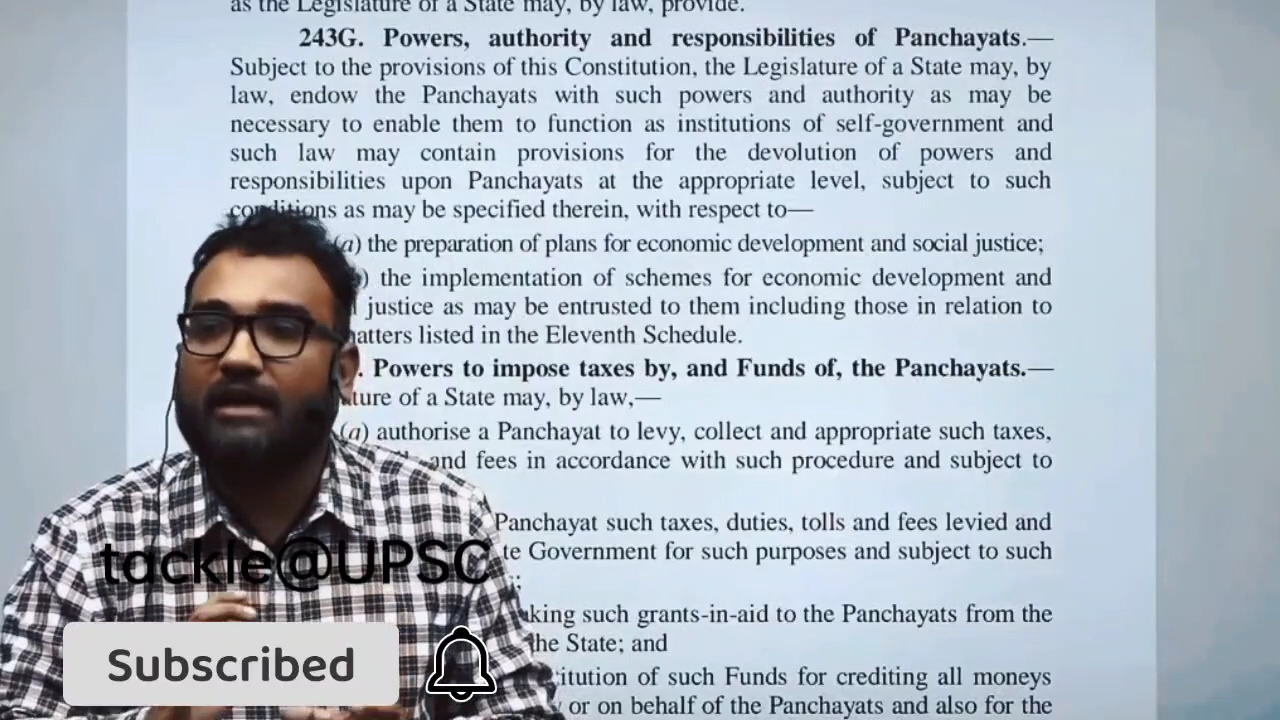 as the Legislature of a State may, by law, provide.
243G. Powers, authority and responsibilities of Panchayats.—
Subject to the provisions of this Constitution, the Legislature of a State may, by
law, endow the Panchayats with such powers and authority as may be
necessary to enable them to function as institutions of self-government and
such law may contain provisions for the devolution of powers and
responsibilities upon Panchayats at the appropriate level, subject to such
conditions as may be specified therein, with respect to—
(a) the preparation of plans for economic development and social justice;
) the implementation of schemes for economic development and
justice as may be entrusted to them including those in relation to
atters listed in the Eleventh Schedule.
. Powers to impose taxes by, and Funds of, the Panchayats.—
ture of a State may, by law,—
(a) authorise a Panchayat to levy, collect and appropriate such taxes,
and fees in accordance with such procedure and subject to
Panchayat such taxes, duties, tolls and fees levied and
te Government for such purposes and subject to such
king such grants-in-aid to the Panchayats from the
the State; and
titution of such Funds for crediting all moneys
or on behalf of the Panchayats and also for the
tackle@UPSC
Subscribed